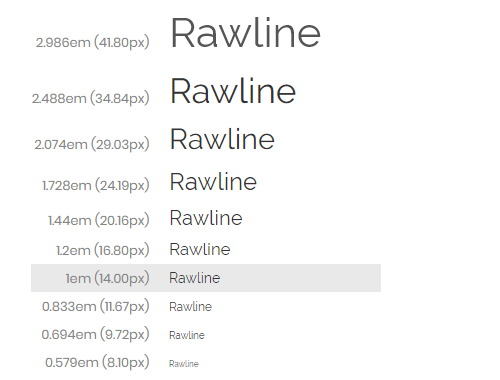 2.986em (41.80px) Rawline
2.488em (34.84px) Rawline
2.074em (29.03px) Rawline
1.728em (24.19px) Rawline
1.44em (20.16px) Rawline
1.2em (16.80px) Rawline
1em (14.00px) Rawline
0.833em (11.67px) Rawline
0.694em (9.72px) Rawline
0.579em (8.10px) Rawline